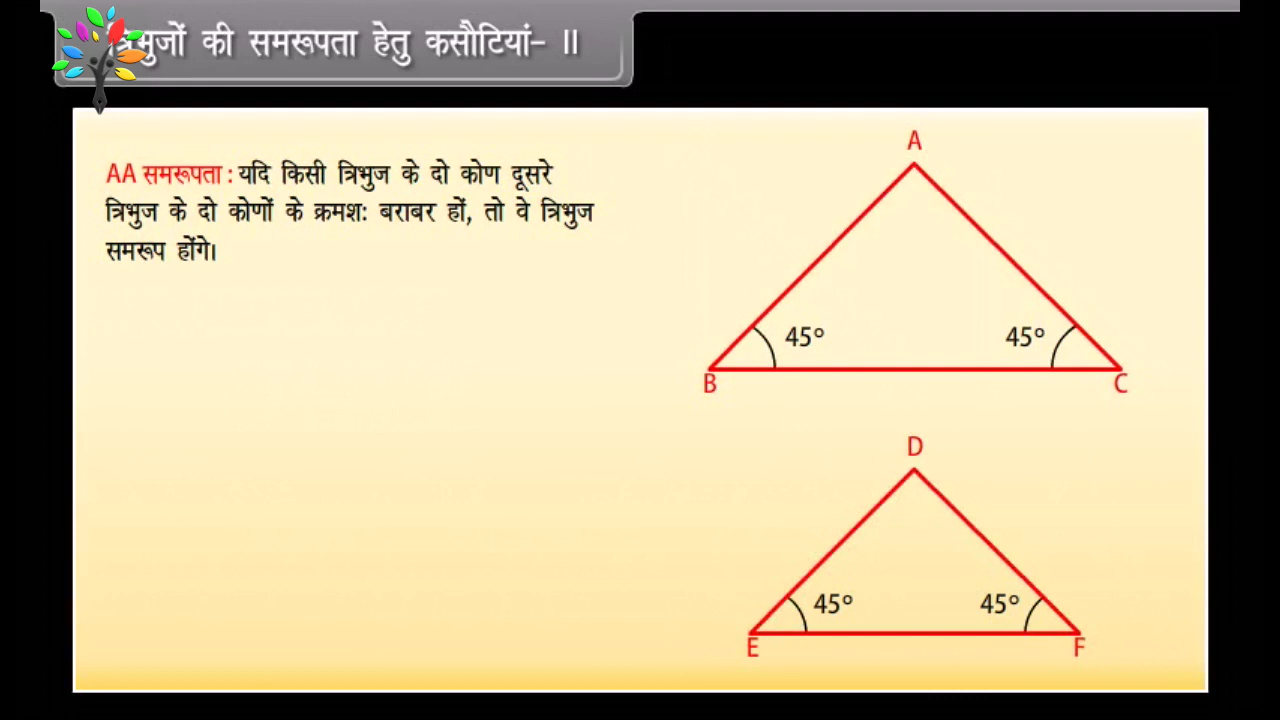 त्रिभुजों की समरूपता हेतु कसौटियां- II
AA समरूपता : यदि किसी त्रिभुज के दो कोण दूसरे
त्रिभुज के दो कोणों के क्रमश: बराबर हों, तो वे त्रिभुज
समरूप होंगे।
A
45° 45°
B C
D
45° 45°
E F